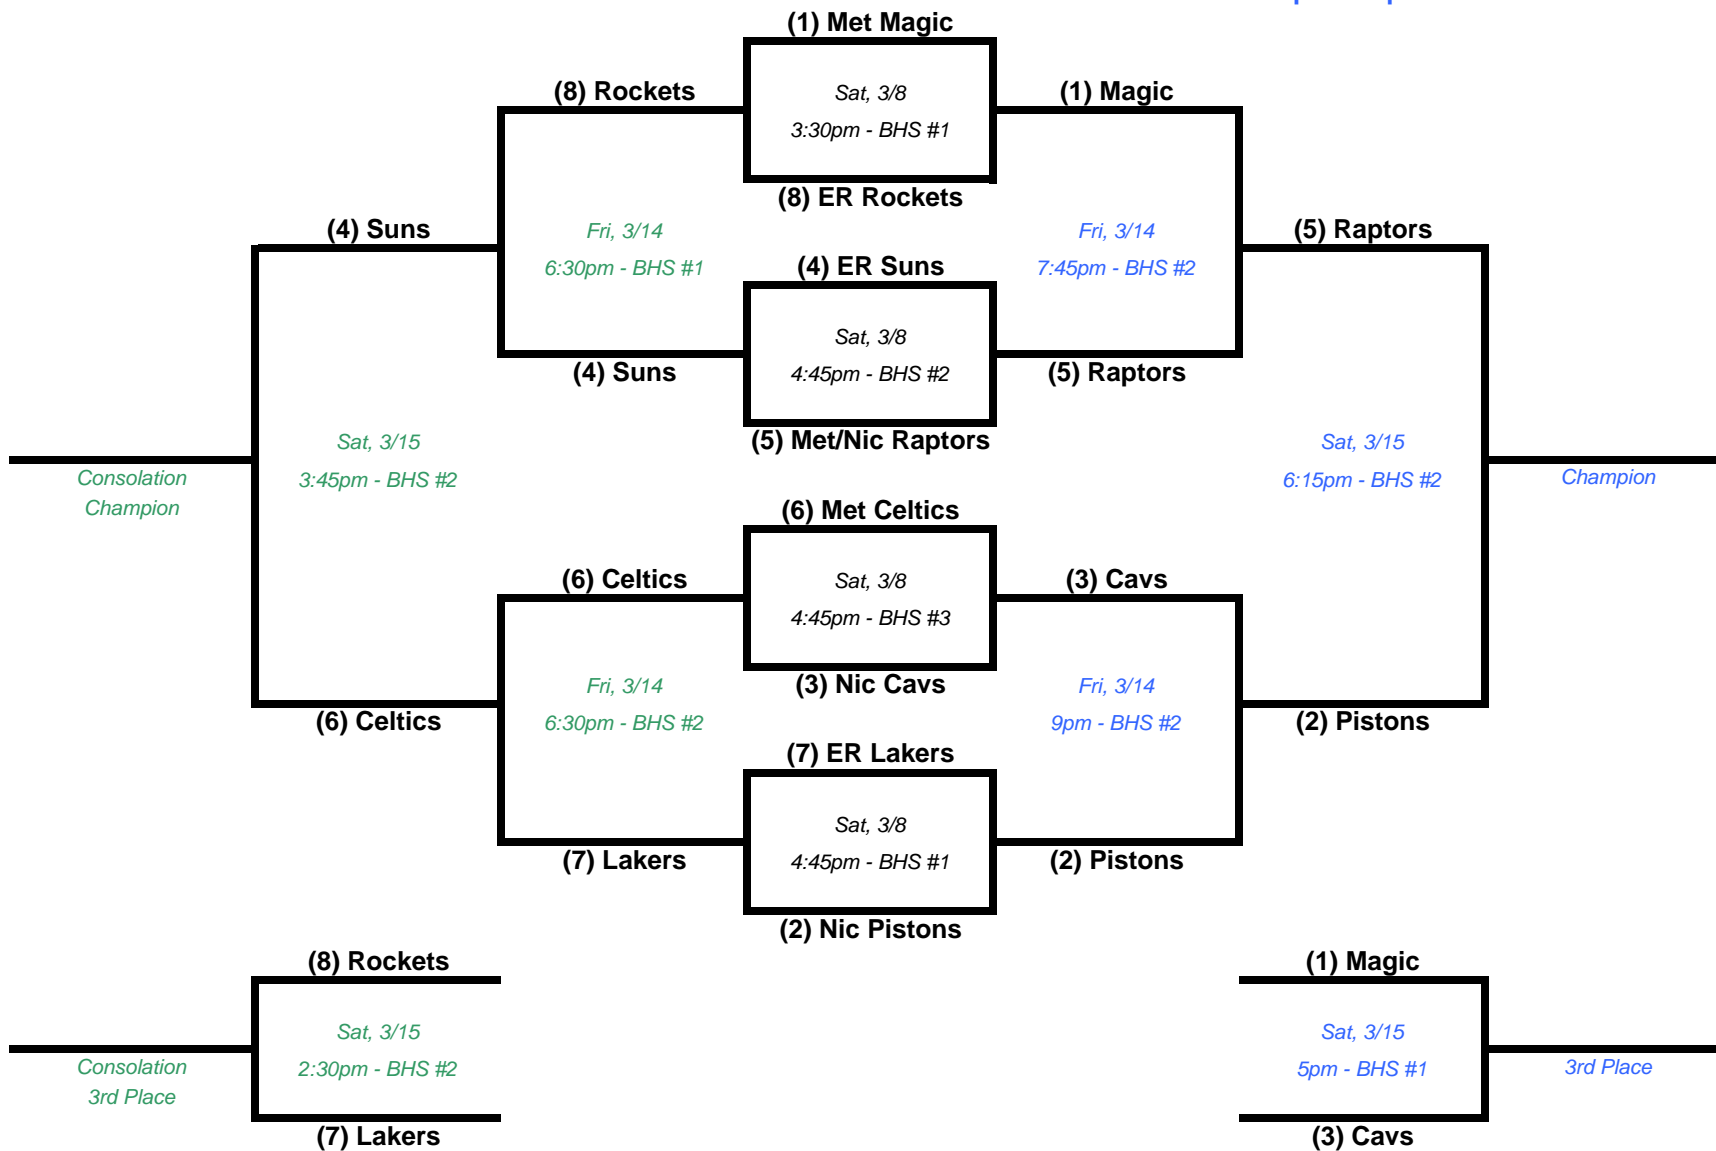 (1) Met Magic
(8) Rockets
Sat, 3/8
3:30pm - BHS #1
(1) Magic
(8) ER Rockets
(4) Suns
Fri, 3/14
6:30pm - BHS #1
Fri, 3/14
7:45pm - BHS #2
(5) Raptors
(4) ER Suns
Sat, 3/8
4:45pm - BHS #2
(4) Suns
(5) Raptors
(5) Met/Nic Raptors
Sat, 3/15
3:45pm - BHS #2
Sat, 3/15
6:15pm - BHS #2
Consolation
Champion
Champion
(6) Met Celtics
(6) Celtics
Sat, 3/8
4:45pm - BHS #3
(3) Cavs
(3) Nic Cavs
Fri, 3/14
6:30pm - BHS #2
Fri, 3/14
9pm - BHS #2
(6) Celtics
(2) Pistons
(7) ER Lakers
Sat, 3/8
4:45pm - BHS #1
(7) Lakers
(2) Pistons
(2) Nic Pistons
(8) Rockets
Sat, 3/15
2:30pm - BHS #2
Consolation
3rd Place
(7) Lakers
(1) Magic
Sat, 3/15
5pm - BHS #1
3rd Place
(3) Cavs